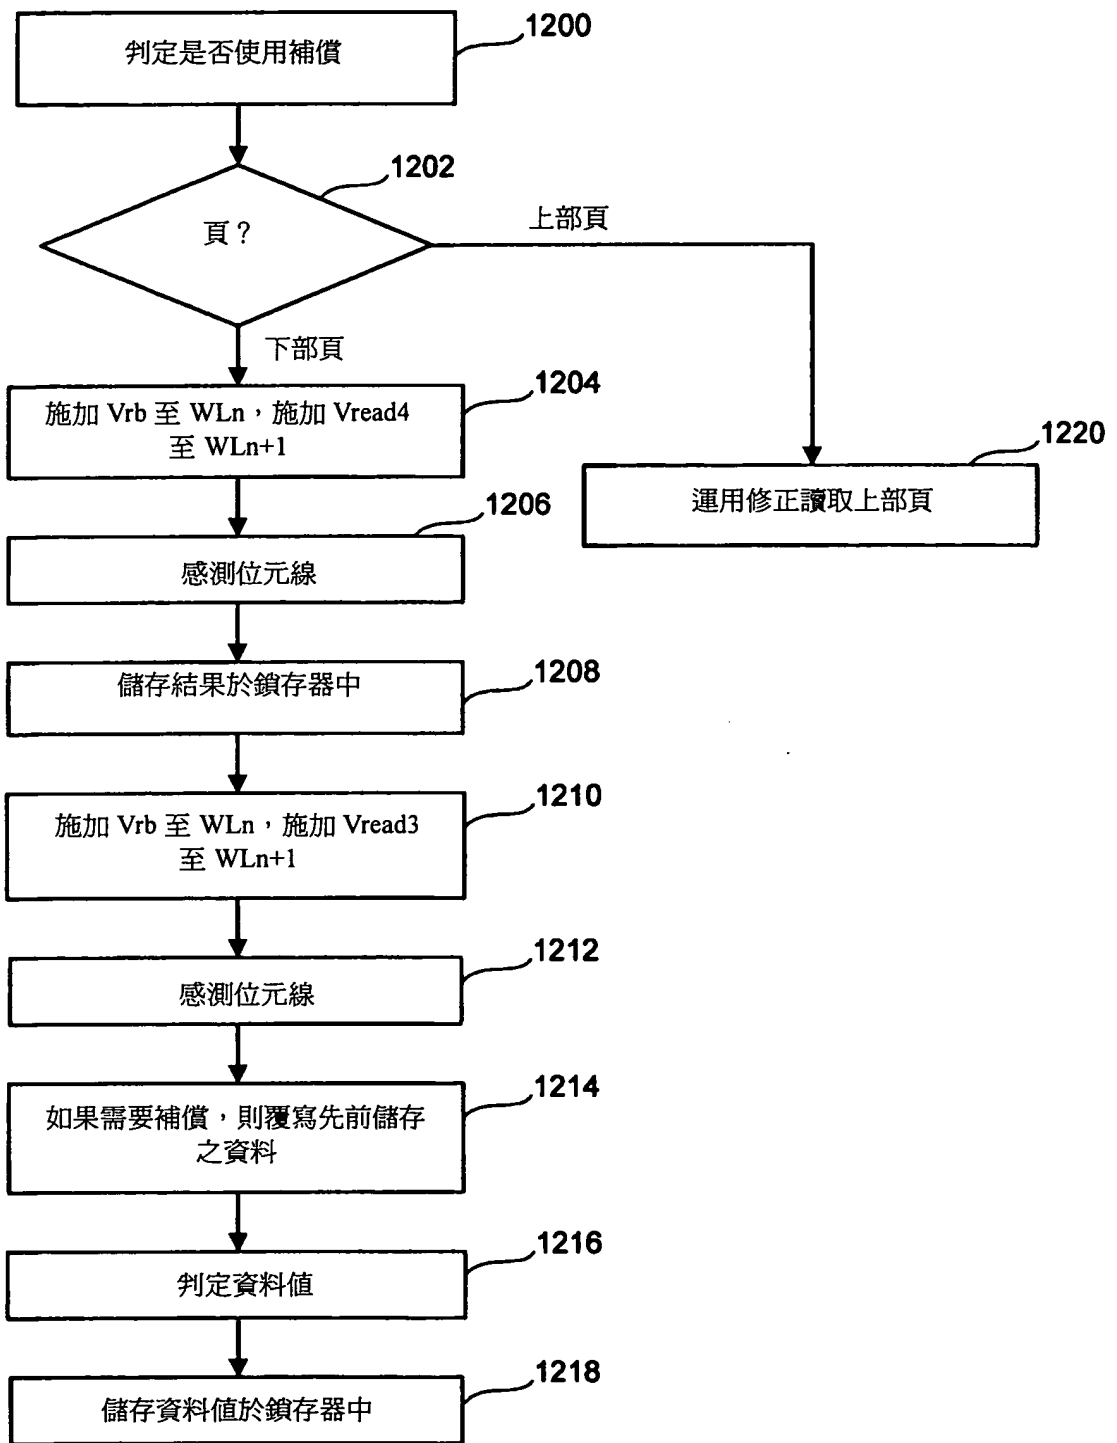 1200
判定是否使用補償
1202
頁？
上部頁
下部頁
1204
施加 Vrb 至 WLn，施加 Vread4
至 WLn+1
1220
運用修正讀取上部頁
1206
感測位元線
1208
儲存結果於鎖存器中
1210
施加 Vrb 至 WLn，施加 Vread3
至 WLn+1
1212
感測位元線
1214
如果需要補償，則覆寫先前儲存
之資料
1216
判定資料值
1218
儲存資料值於鎖存器中